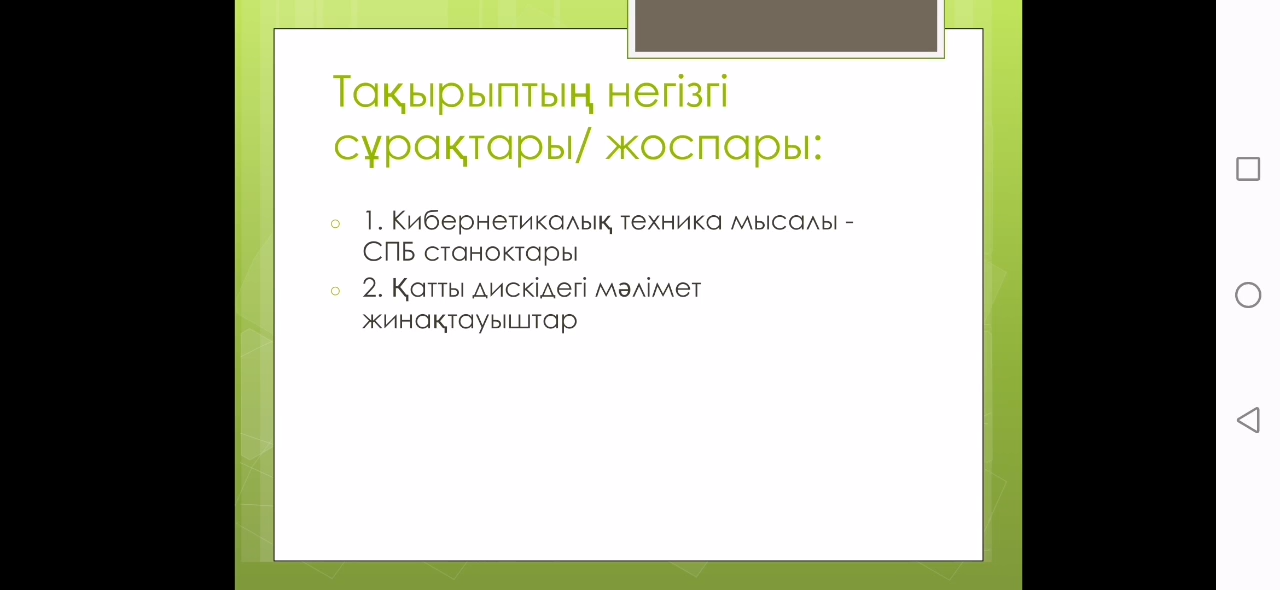 Тақырыптың негізгі
сұрақтары/ жоспары:
1. Кибернетикалық техника мысалы -
СПБ станоктары
2. Қатты дискідегі мәлімет
жинақтауыштар